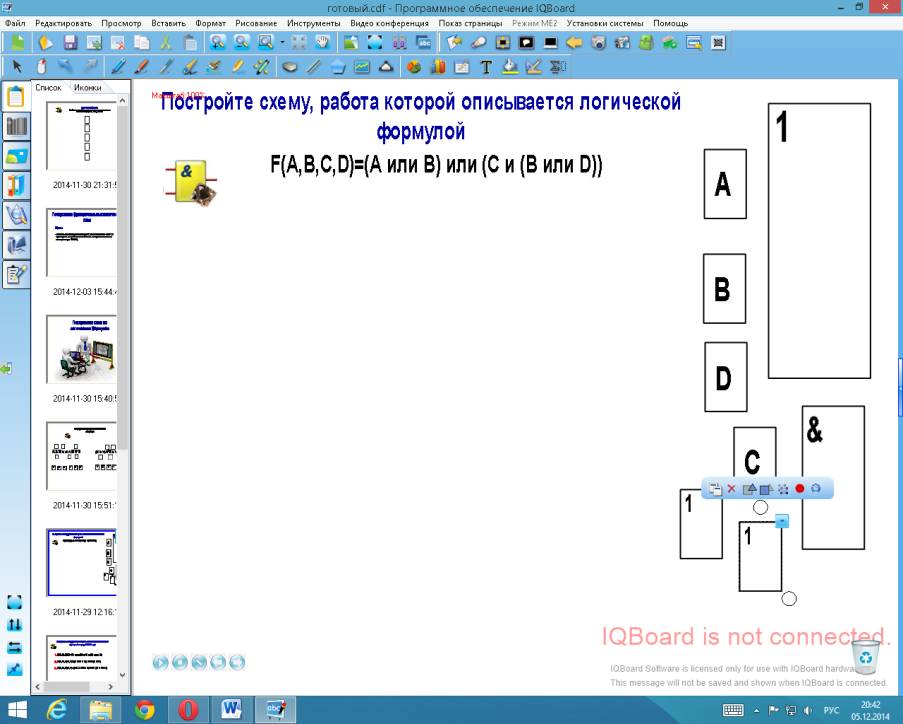 готовый.cdf - Программное обеспечение IQBoard
Файл Редактировать Просмотр Вставить Формат Рисование Инструменты Видео конференция Показ страницы Режим ME2 Установки системы Помощь
Список Иконки
2014-11-30 21:31:5
2014-12-03 15:44:4
2014-11-30 15:40:5
2014-11-30 15:51:1
2014-11-29 12:16:1
Постройте схему, работа которой описывается логической
формулой
F(A,B,C,D)=(A или B) или (C и (B или D))
&
1
A
B
D
&
C
1
1
IQBoard is not connected.
IQBoard Software is licensed only for use with IQBoard hardwa
This message will not be saved and shown when IQBoard is connected.
РУС
20:42
05.12.2014